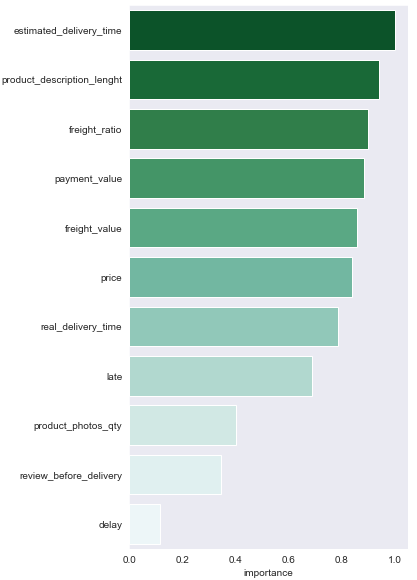 estimated_delivery_time
product_description_lenght
freight_ratio
payment_value
freight_value
price
real_delivery_time
late
product_photos_qty
review_before_delivery
delay
0.0 0.2 0.4 0.6 0.8 1.0
importance